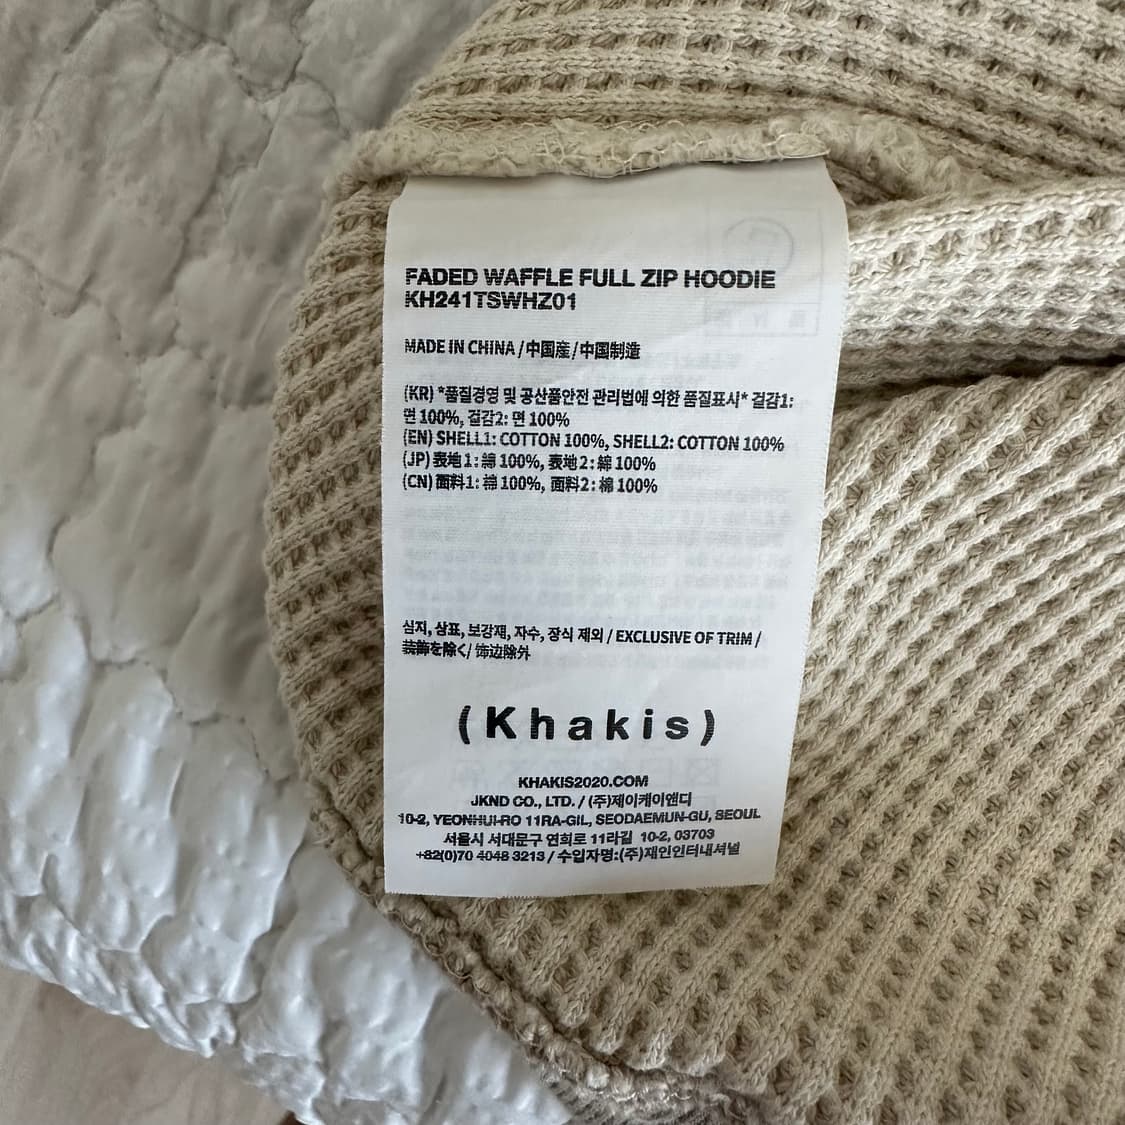 FADED WAFFLE FULL ZIP HOODIE
KH241TSWHZ01
MADE IN CHINA / 中国産 / 中国制造
(KR) *품질경영 및 공산품안전 관리법에 의한 품질표시* 겉감1:
면 100%, 겉감2: 면 100%
(EN) SHELL1: COTTON 100%, SHELL2: COTTON 100%
(JP) 表地1: 綿 100%, 表地2: 綿 100%
(CN) 面料1: 棉 100%, 面料2: 棉 100%
심지, 상표, 보강재, 자수, 장식 제외 / EXCLUSIVE OF TRIM /
装飾を除く/ 饰边除外
(Khakis)
KHAKIS2020.COM
JKND CO., LTD. / (주)제이케이앤디
10-2, YEONHUI-RO 11RA-GIL, SEODAEMUN-GU, SEOUL
서울시 서대문구 연희로 11라길 10-2, 03703
+82(0)70 4048 3213 / 수입자명:(주)재인인터내셔널